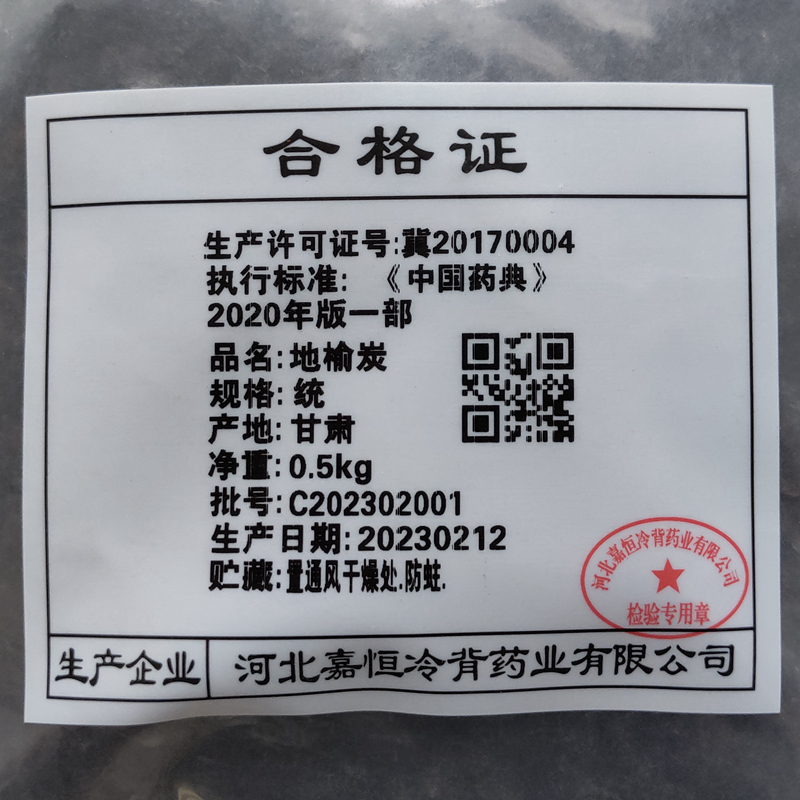 合格证
生产许可证号:冀20170004
执行标准: 《中国药典》
2020年版一部
品名:地榆炭
规格:统
产地:甘肃
净重:0.5kg
批号:C202302001
生产日期:20230212
贮藏:置通风干燥处.防蛀.
河北嘉恒冷背药业有限公司
检验专用章
生产企业 河北嘉恒冷背药业有限公司